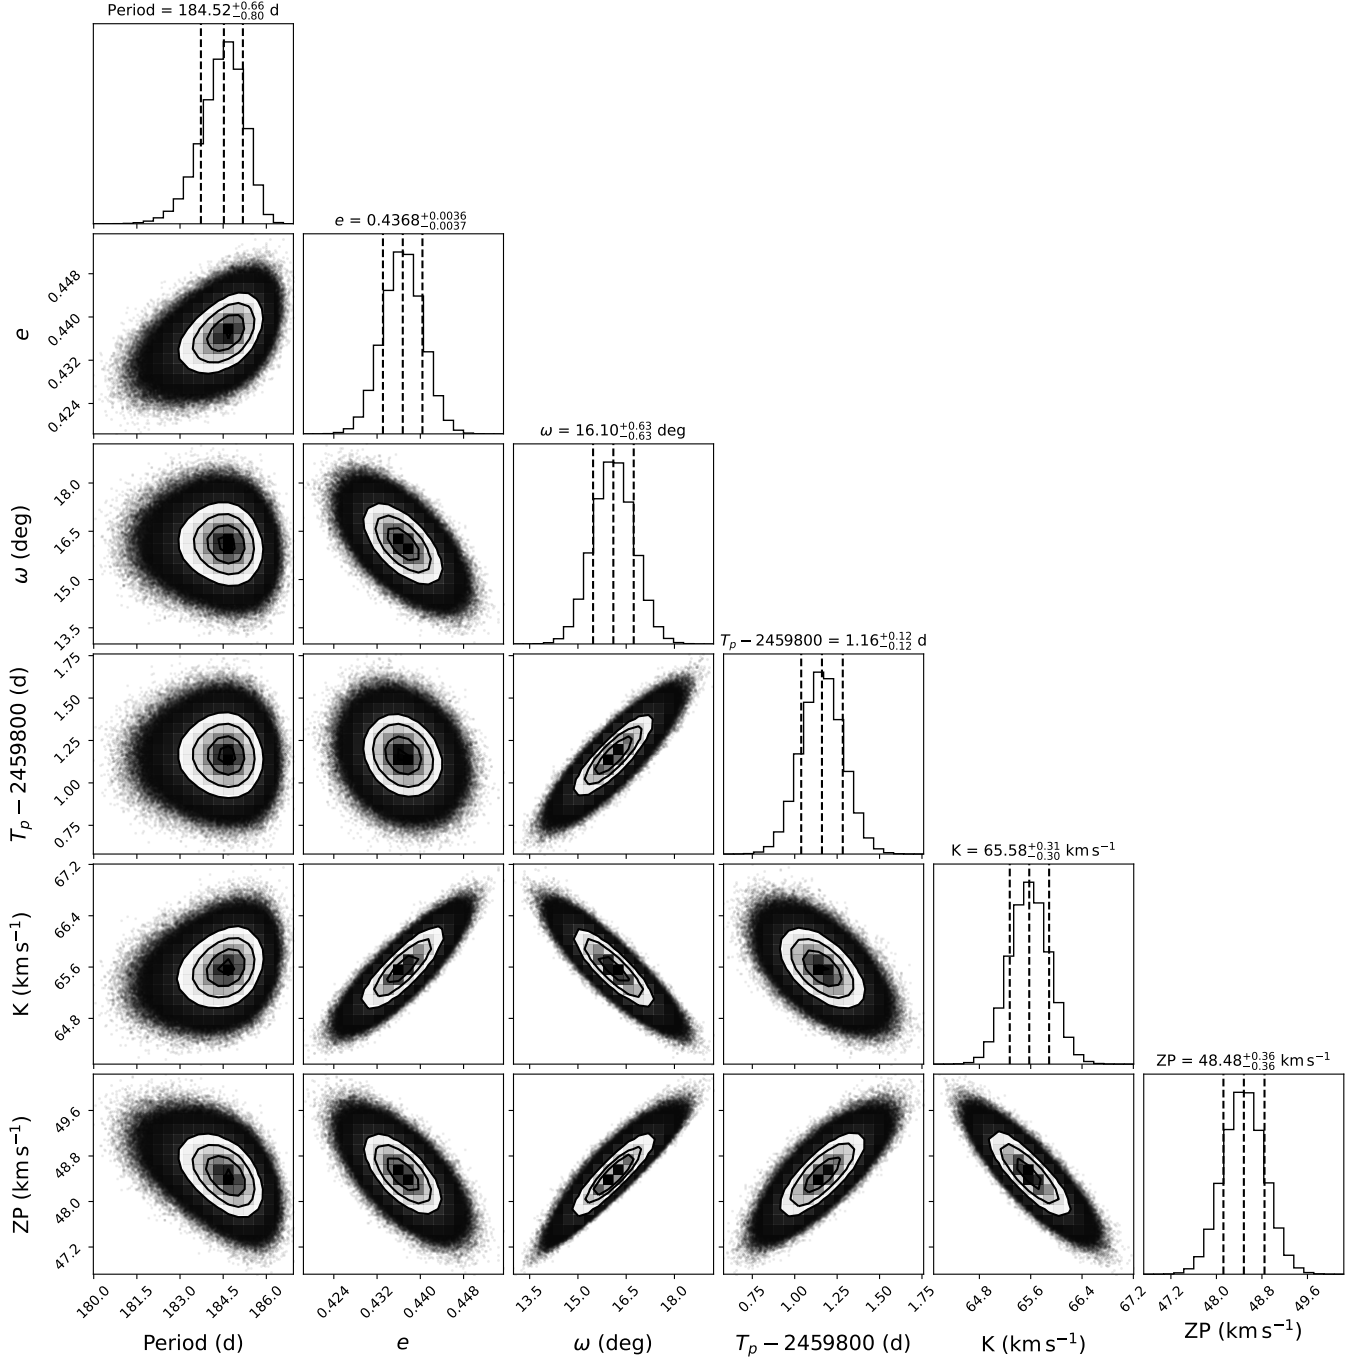 Period = 184.52+0.66−0.80 d
e = 0.4368+0.0036−0.0037
0.448
0.440
0.432
0.424
e
ω = 16.10+0.63−0.63 deg
18.0
16.5
15.0
13.5
ω (deg)
Tp − 2459800 = 1.16+0.12−0.12 d
1.75
1.50
1.25
1.00
0.75
Tp − 2459800 (d)
K = 65.58+0.31−0.30 km s−1
67.2
66.4
65.6
64.8
K (km s−1)
ZP = 48.48+0.36−0.36 km s−1
49.6
48.8
48.0
47.2
ZP (km s−1)
180.0 181.5 183.0 184.5 186.0
0.424 0.432 0.440 0.448
13.5 15.0 16.5 18.0
0.75 1.00 1.25 1.50 1.75
64.8 65.6 66.4 67.2
47.2 48.0 48.8 49.6
Period (d)
e
ω (deg)
Tp − 2459800 (d)
K (km s−1)
ZP (km s−1)